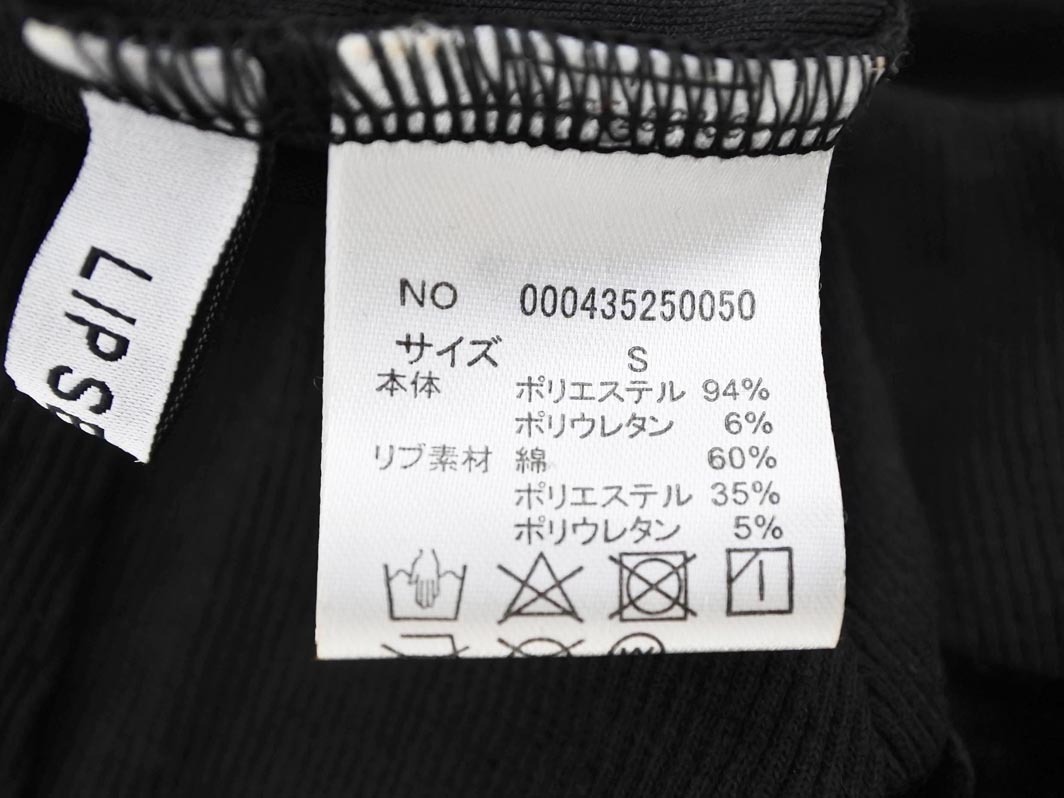 LIPS
NO 000435250050
サイズ S
本体 ポリエステル 94%
ポリウレタン 6%
リブ素材 綿 60%
ポリエステル 35%
ポリウレタン 5%